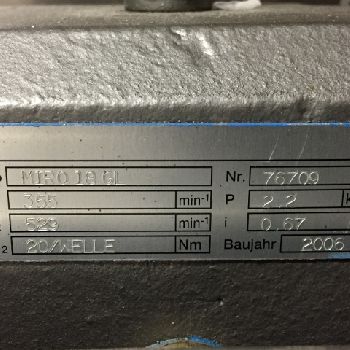 MIRO 18 GL Nr. 76709
355 min-1 P 2.2
529 min-1 i 0.67
2 20/WELLE Nm Baujahr 2006